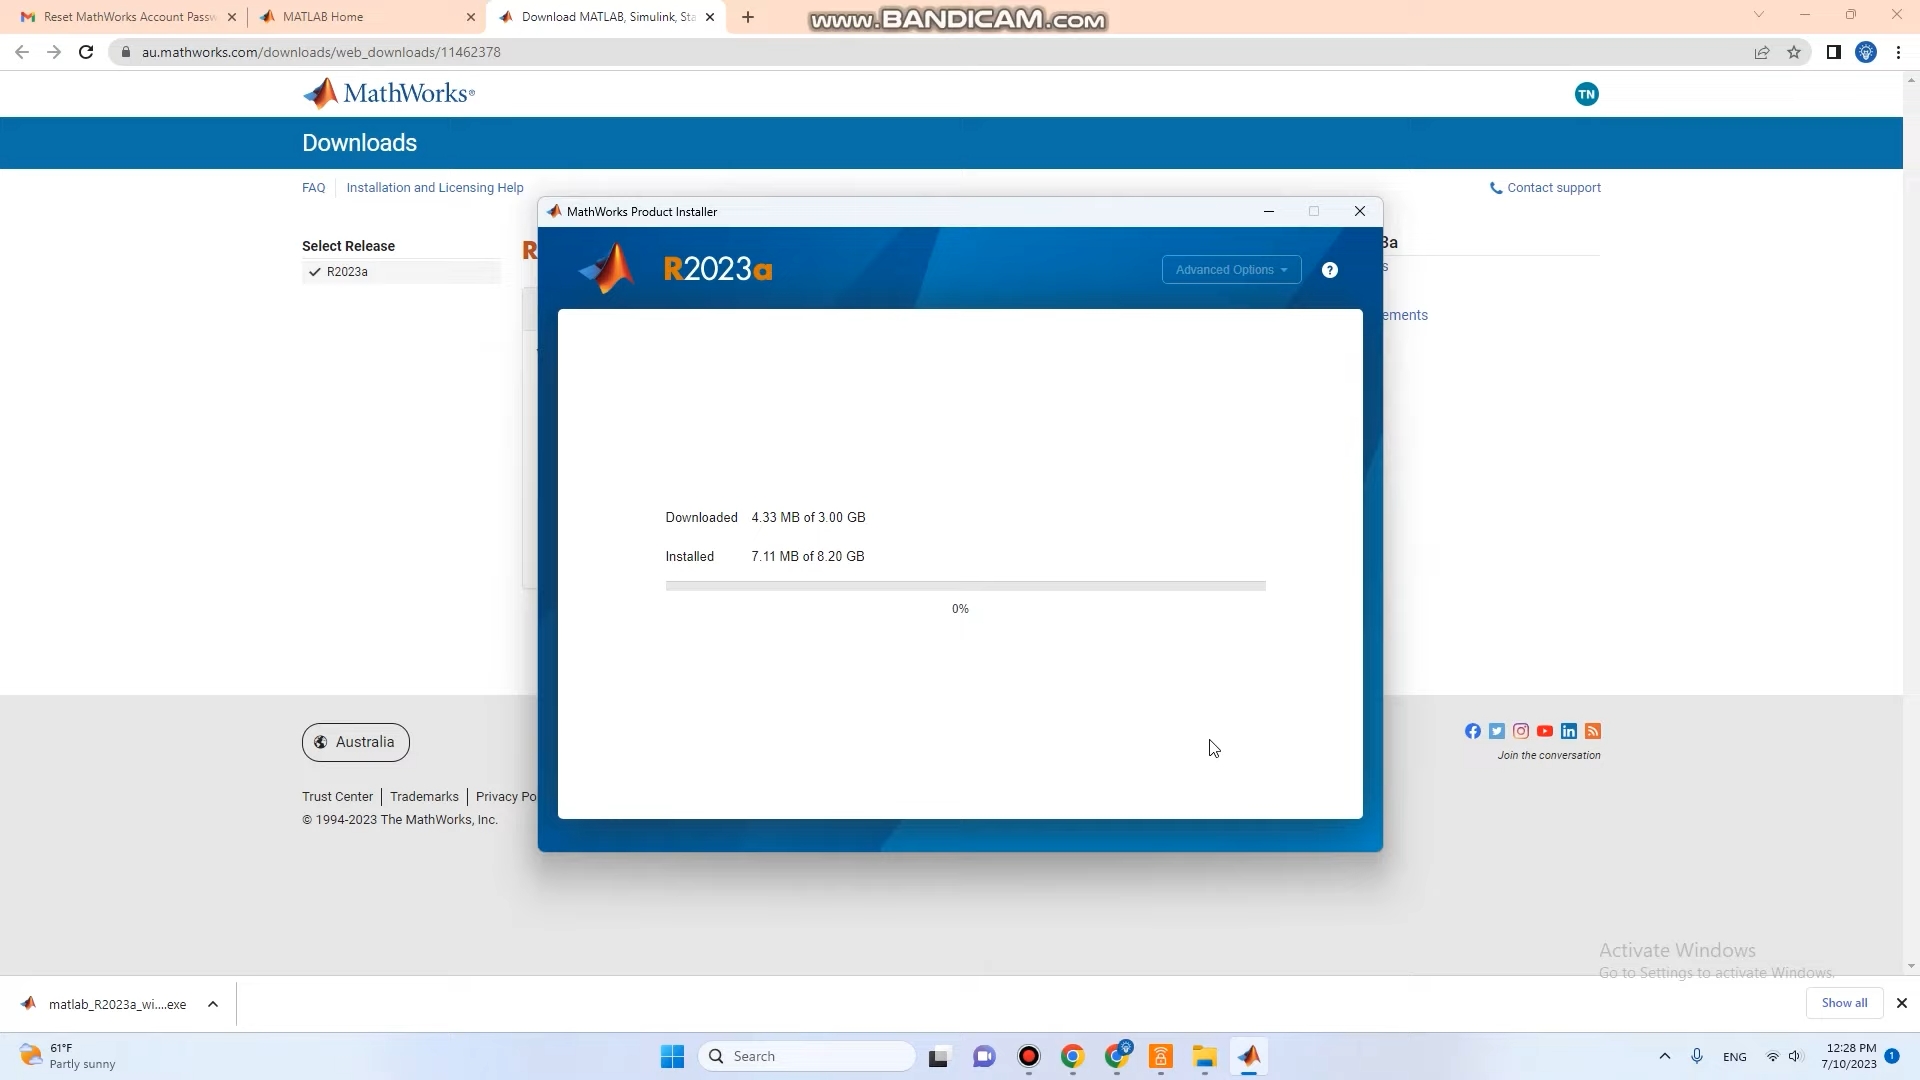 Reset MathWorks Account Passw
MATLAB Home
Download MATLAB, Simulink, Sta
www.BANDICAM.com
au.mathworks.com/downloads/web_downloads/11462378
MathWorks®
TN
Downloads
FAQ
Installation and Licensing Help
Contact support
MathWorks Product Installer
Select Release
R2023a
R
3a
s
ements
R2023a
Advanced Options
?
Downloaded 4.33 MB of 3.00 GB
Installed 7.11 MB of 8.20 GB
0%
Australia
Join the conversation
Trust Center
Trademarks
Privacy Po
© 1994-2023 The MathWorks, Inc.
Activate Windows
Go to Settings to activate Windows.
matlab_R2023a_wi....exe
Show all
61°F
Partly sunny
Search
ENG
12:28 PM
7/10/2023
1